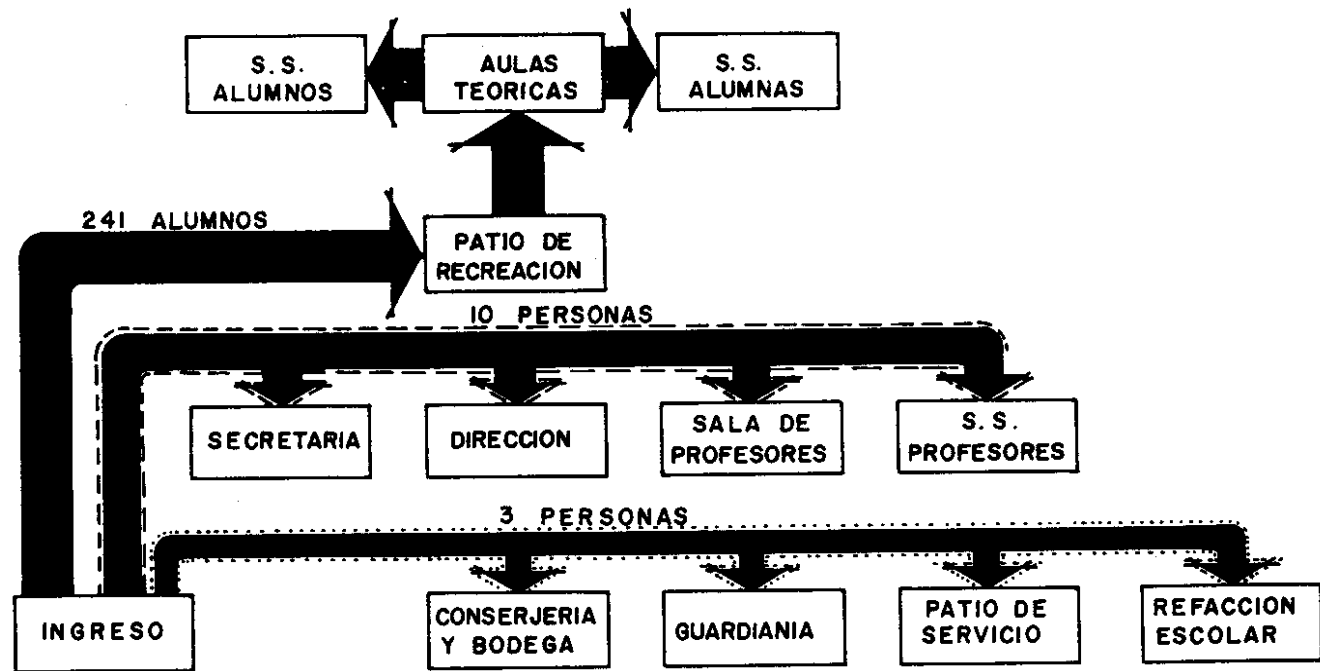 S. S.
ALUMNOS
AULAS
TEORICAS
S. S.
ALUMNAS
241 ALUMNOS
PATIO DE
RECREACION
10 PERSONAS
SECRETARIA
DIRECCION
SALA DE
PROFESORES
S. S.
PROFESORES
3 PERSONAS
INGRESO
CONSERJERIA
Y BODEGA
GUARDIANIA
PATIO DE
SERVICIO
REFACCION
ESCOLAR